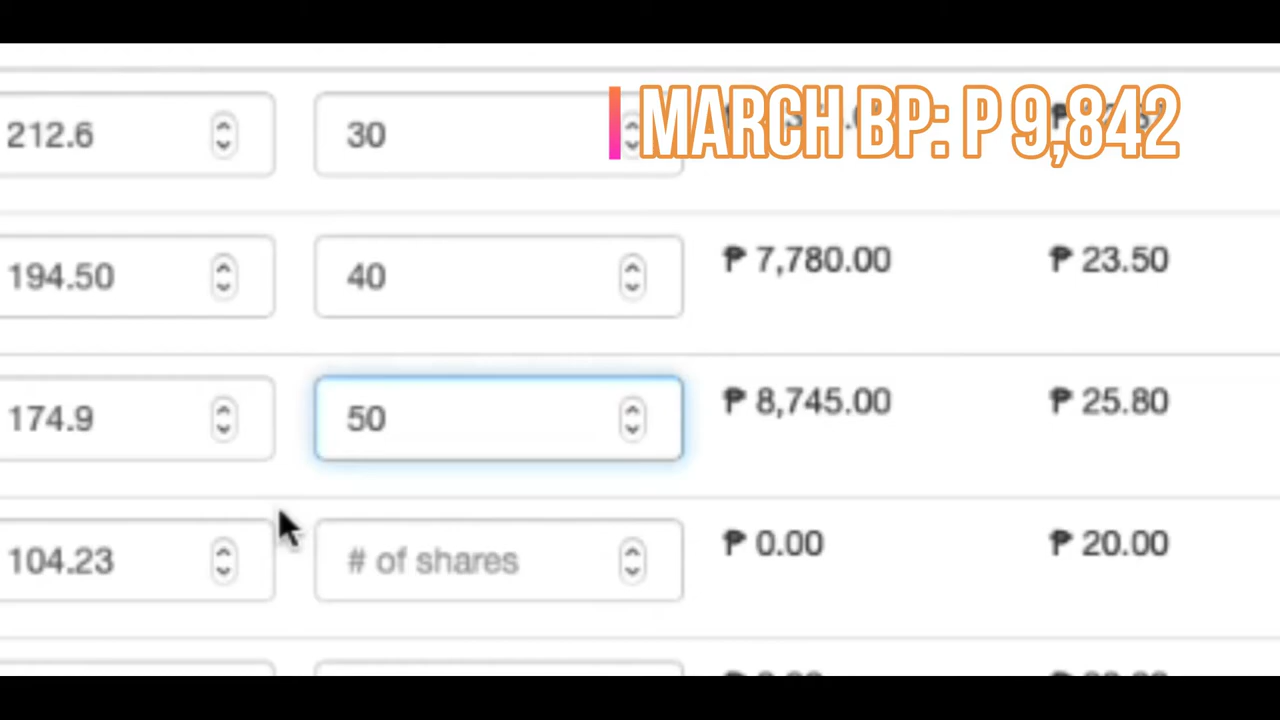 212.6 30 MARCH BP: P 9,842
194.50 40 ₱ 7,780.00 ₱ 23.50
174.9 50 ₱ 8,745.00 ₱ 25.80
104.23 # of shares ₱ 0.00 ₱ 20.00